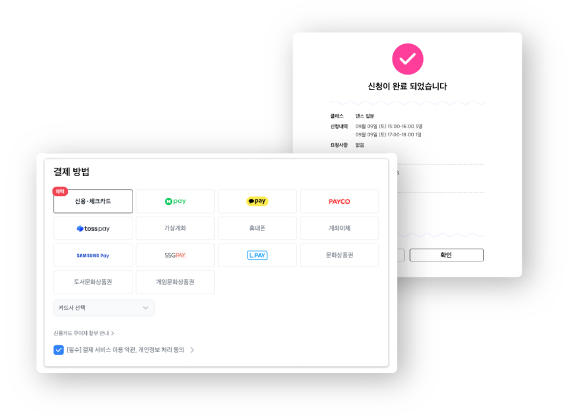 신청이 완료 되었습니다
클래스 댄스 입문
신청내역 09월 09일 (토) 15:00-16:00 5명
09월 09일 (토) 17:00-18:00 1명
요청사항 없음
확인
결제 방법
혜택
신용·체크카드
N pay
pay
PAYCO
toss pay
가상계좌
휴대폰
계좌이체
SAMSUNG Pay
SSGPAY
L.PAY
문화상품권
도서문화상품권
게임문화상품권
카드사 선택
신용카드 무이자 할부 안내 >
[필수] 결제 서비스 이용 약관, 개인정보 처리 동의 >